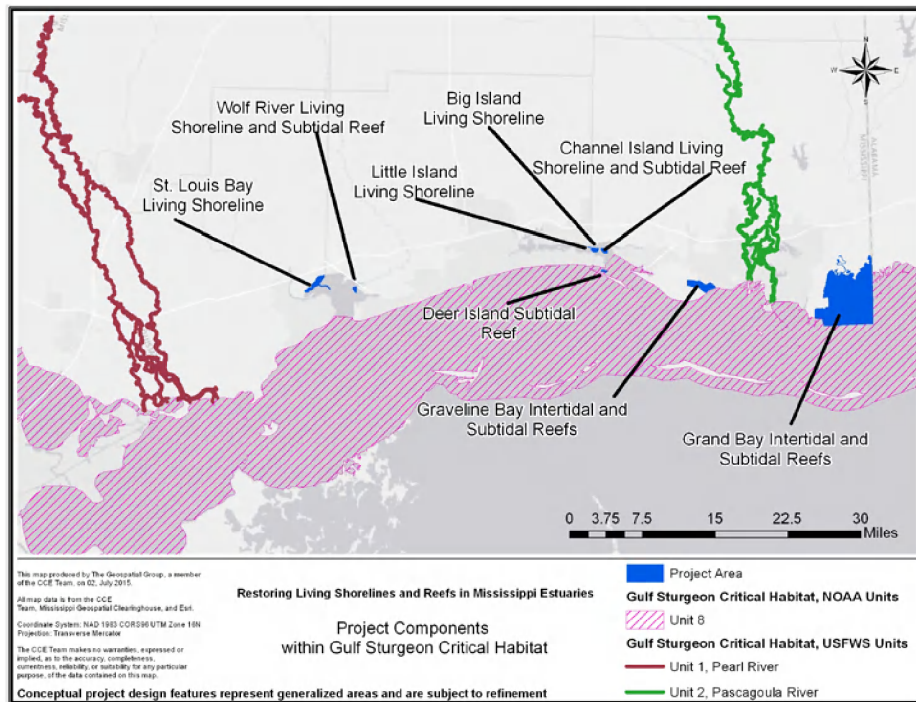 N
W
E
S
MISSISSIPPI
ALABAMA
Wolf River Living
Shoreline and Subtidal Reef
Big Island
Living Shoreline
Channel Island Living
Shoreline and Subtidal Reef
St. Louis Bay
Living Shoreline
Little Island
Living Shoreline
Deer Island Subtidal
Reef
Graveline Bay Intertidal and
Subtidal Reefs
Grand Bay Intertidal and
Subtidal Reefs
0 3.75 7.5 15 22.5 30
Miles
This map produced by The Geospatial Group, a member
of the CCE Team, on 02, July 2015.
All map data is from the CCE
Team, Mississippi Geospatial Clearinghouse, and Esri.
Coordinate System: NAD 1983 CORS96 UTM Zone 16N
Projection: Transverse Mercator
The CCE Team makes no warranties, expressed or
implied, as to the accuracy, completeness,
currentness, reliability, or suitability for any particular
purpose, of the data contained on this map.
Conceptual project design features represent generalized areas and are subject to refinement
Restoring Living Shorelines and Reefs in Mississippi Estuaries
Project Components
within Gulf Sturgeon Critical Habitat
Project Area
Gulf Sturgeon Critical Habitat, NOAA Units
Unit 8
Gulf Sturgeon Critical Habitat, USFWS Units
Unit 1, Pearl River
Unit 2, Pascagoula River